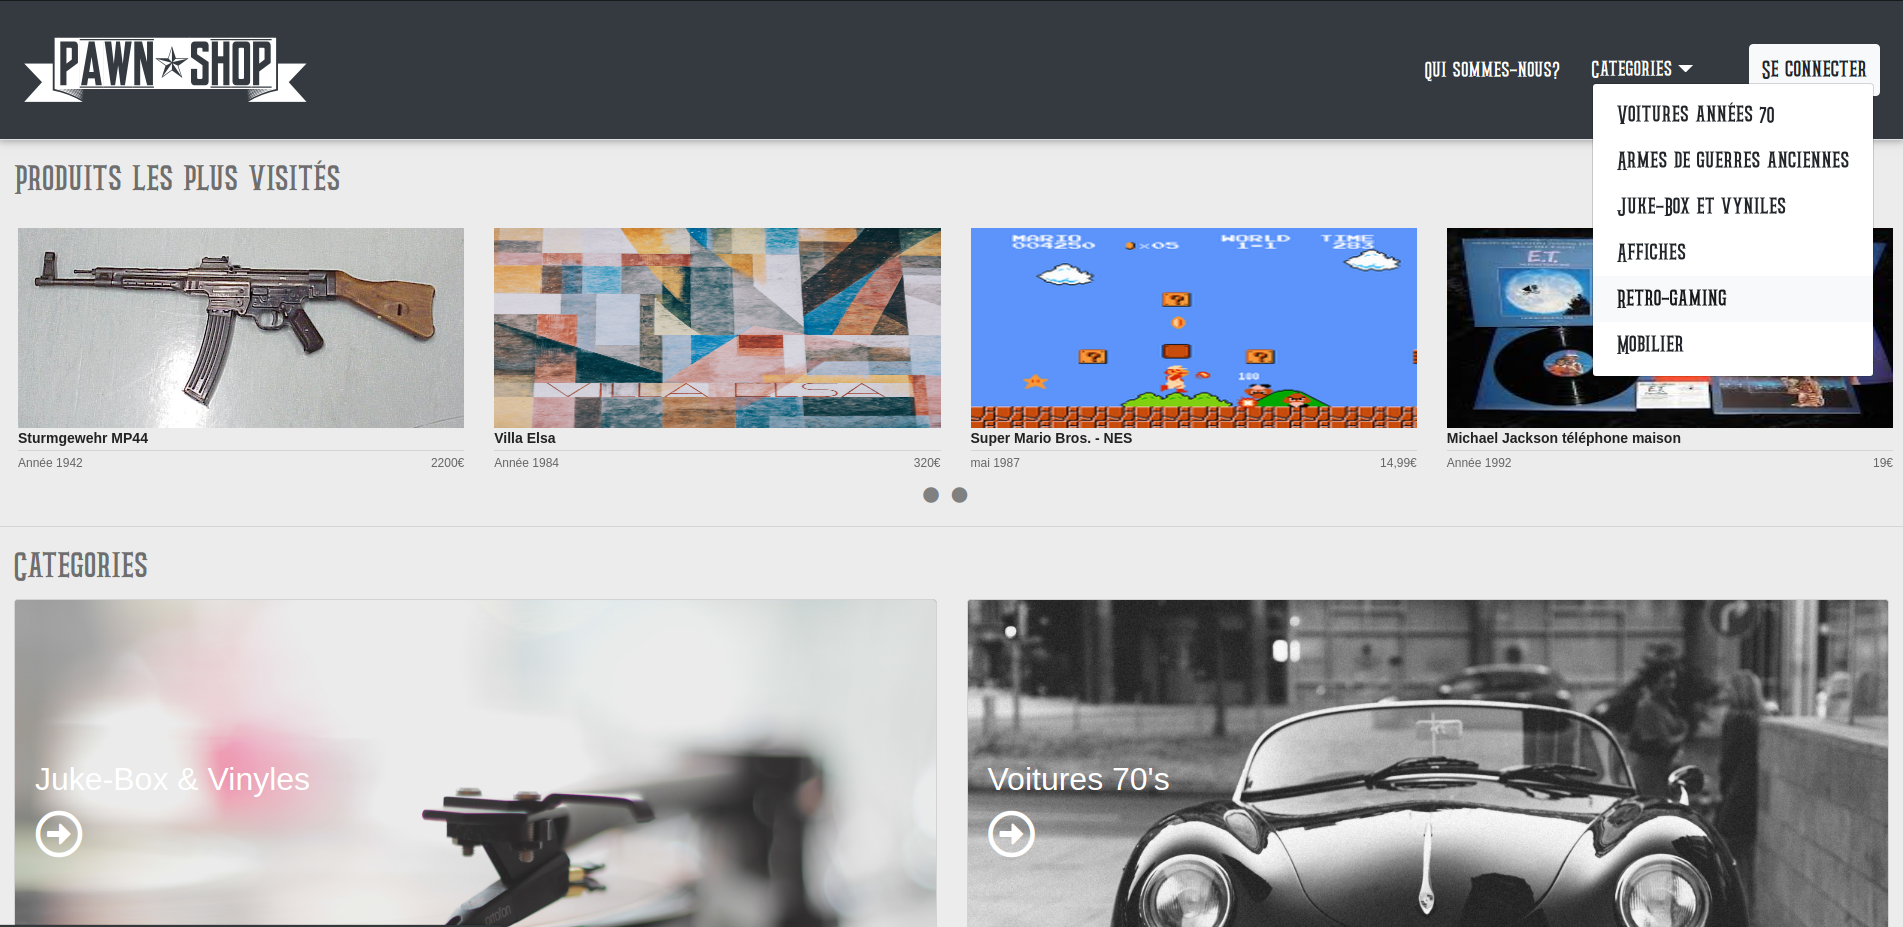 PAWN SHOP
QUI SOMMES-NOUS?
CATEGORIES
SE CONNECTER
VOITURES ANNÉES 70
ARMES DE GUERRES ANCIENNES
JUKE-BOX ET VYNILES
AFFICHES
RETRO-GAMING
MOBILIER
PRODUITS LES PLUS VISITÉS
MARIO WORLD TIME
004250 ×05 1-1 283
180
E.T.
VILLA ELSA
Sturmgewehr MP44
Année 1942 2200€
Villa Elsa
Année 1984 320€
Super Mario Bros. - NES
mai 1987 14,99€
Michael Jackson téléphone maison
Année 1992 19€
CATEGORIES
Juke-Box & Vinyles
Voitures 70's
ortofon